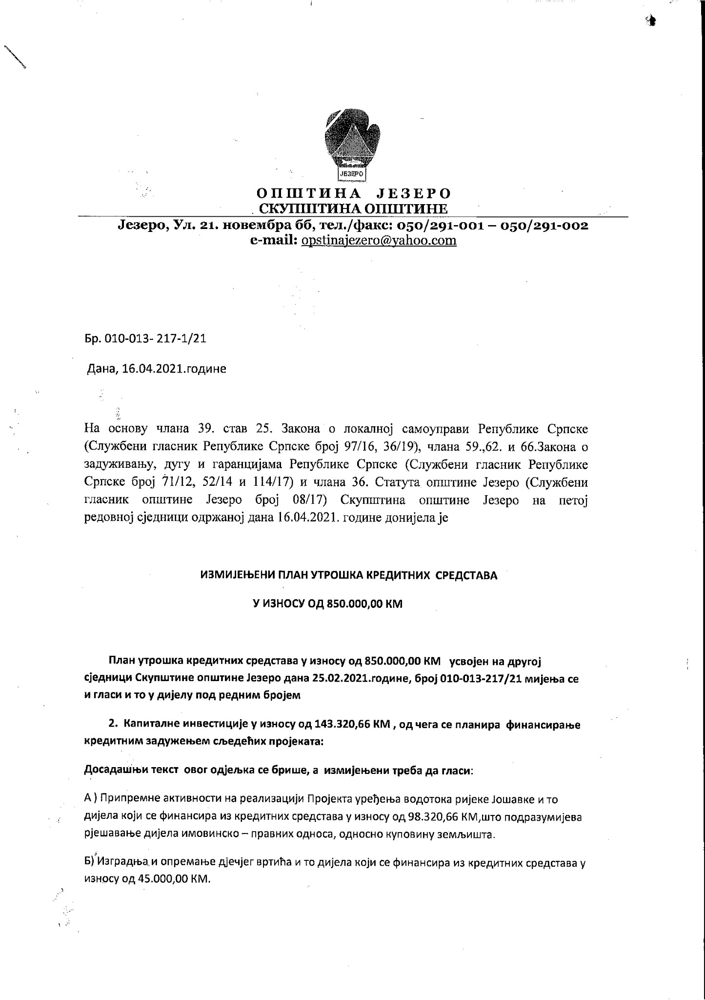 ЈЕЗЕРО
ОПШТИНА ЈЕЗЕРО
СКУПШТИНА ОПШТИНЕ
Језеро, Ул. 21. новембра бб, тел./факс: 050/291-001 – 050/291-002
e-mail: opstinajezero@yahoo.com
Бр. 010-013- 217-1/21
Дана, 16.04.2021.године
На основу члана 39. став 25. Закона о локалној самоуправи Републике Српске
(Службени гласник Републике Српске број 97/16, 36/19), члана 59.,62. и 66.Закона о
задуживању, дугу и гаранцијама Републике Српске (Службени гласник Републике
Српске број 71/12, 52/14 и 114/17) и члана 36. Статута општине Језеро (Службени
гласник општине Језеро број 08/17) Скупштина општине Језеро на петој
редовној сједници одржаној дана 16.04.2021. године донијела је
ИЗМИЈЕЊЕНИ ПЛАН УТРОШКА КРЕДИТНИХ СРЕДСТАВА
У ИЗНОСУ ОД 850.000,00 КМ
План утрошка кредитних средстава у износу од 850.000,00 КМ усвојен на другој
сједници Скупштине општине Језеро дана 25.02.2021.године, број 010-013-217/21 мијења се
и гласи и то у дијелу под редним бројем
2. Капиталне инвестиције у износу од 143.320,66 КМ , од чега се планира финансирање
кредитним задужењем сљедећих пројеката:
Досадашњи текст овог одјељка се брише, а измијењени треба да гласи:
А ) Припремне активности на реализацији Пројекта уређења водотока ријеке Јошавке и то
дијела који се финансира из кредитних средстава у износу од 98.320,66 КМ,што подразумијева
рјешавање дијела имовинско – правних односа, односно куповину земљишта.
Б) Изградња и опремање дјечјег вртића и то дијела који се финансира из кредитних средстава у
износу од 45.000,00 КМ.